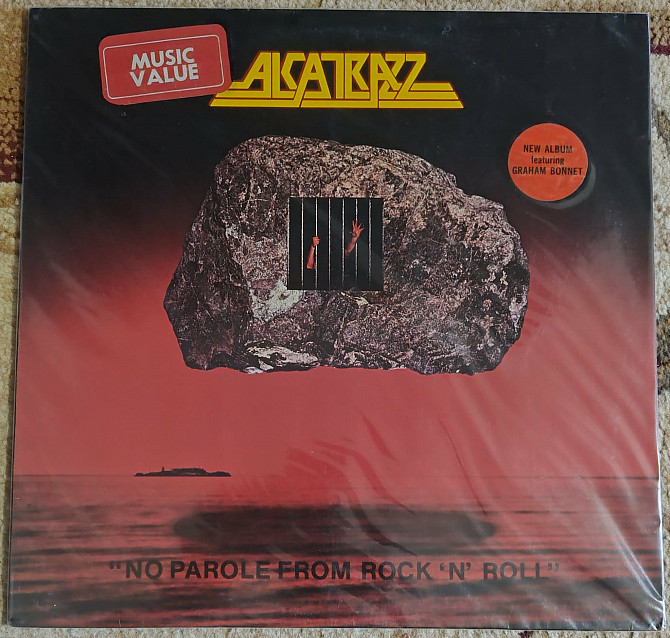 MUSIC
VALUE
ALCATRAZZ
NEW ALBUM
featuring
GRAHAM BONNET
"NO PAROLE FROM ROCK 'N' ROLL"